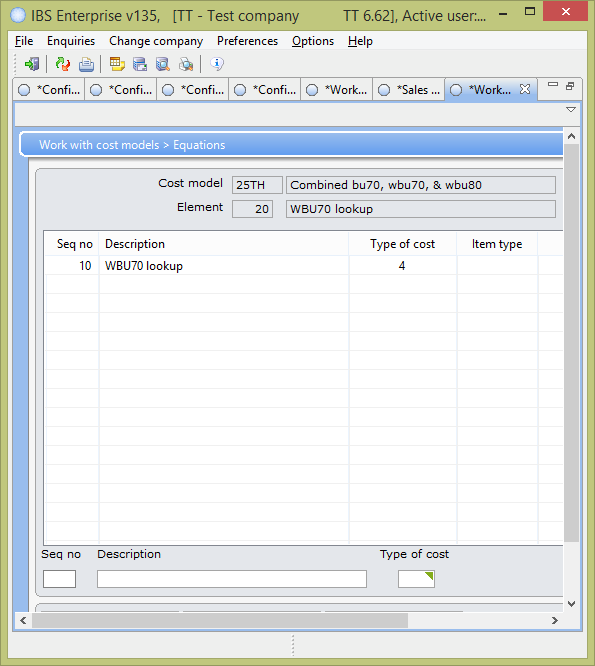 IBS Enterprise v135, [TT - Test company TT 6.62], Active user:...
File Enquiries Change company Preferences Options Help
*Confi... *Confi... *Confi... *Confi... *Work... *Sales ... *Work...
Work with cost models > Equations
Cost model 25TH Combined bu70, wbu70, & wbu80
Element 20 WBU70 lookup
Seq no Description Type of cost Item type
10 WBU70 lookup 4
Seq no Description Type of cost